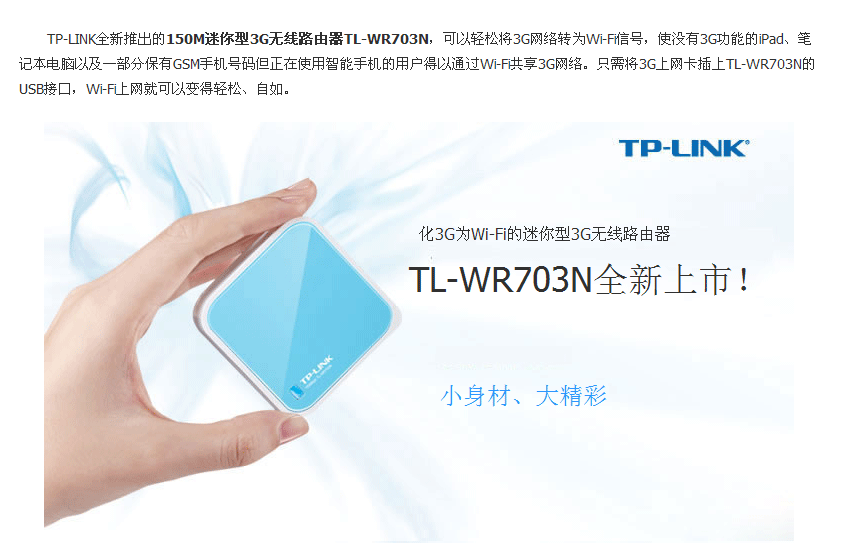 TP-LINK全新推出的150M迷你型3G无线路由器TL-WR703N，可以轻松将3G网络转为Wi-Fi信号，使没有3G功能的iPad、笔
记本电脑以及一部分保有GSM手机号码但正在使用智能手机的用户得以通过Wi-Fi共享3G网络。只需将3G上网卡插上TL-WR703N的
USB接口，Wi-Fi上网就可以变得轻松、自如。
TP-LINK®
化3G为Wi-Fi的迷你型3G无线路由器
TL-WR703N全新上市！
小身材、大精彩
TP-LINK